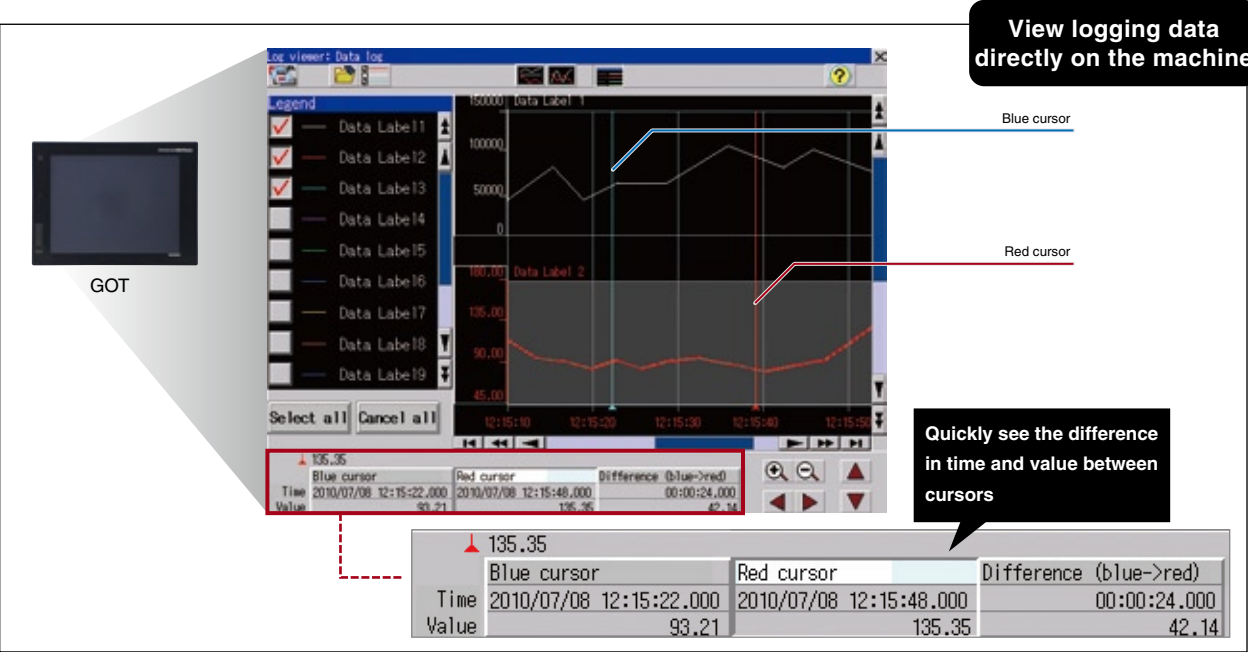 View logging data
directly on the machine
Log viewer: Data log
?
Legend
Data Label1
Data Label2
Data Label3
Data Label4
Data Label5
Data Label6
Data Label7
Data Label8
Data Label9
Select all Cancel all
150000 Data Label 1
100000
50000
0
180.00 Data Label 2
135.00
90.00
45.00
12:15:10 12:15:20 12:15:30 12:15:40 12:15:50
Blue cursor
Red cursor
GOT
135.35
Blue cursor Red cursor Difference (blue->red)
Time 2010/07/08 12:15:22.000 2010/07/08 12:15:48.000 00:00:24.000
Value 93.21 135.35 42.14
Quickly see the difference
in time and value between
cursors
135.35
Blue cursor Red cursor Difference (blue->red)
Time 2010/07/08 12:15:22.000 2010/07/08 12:15:48.000 00:00:24.000
Value 93.21 135.35 42.14